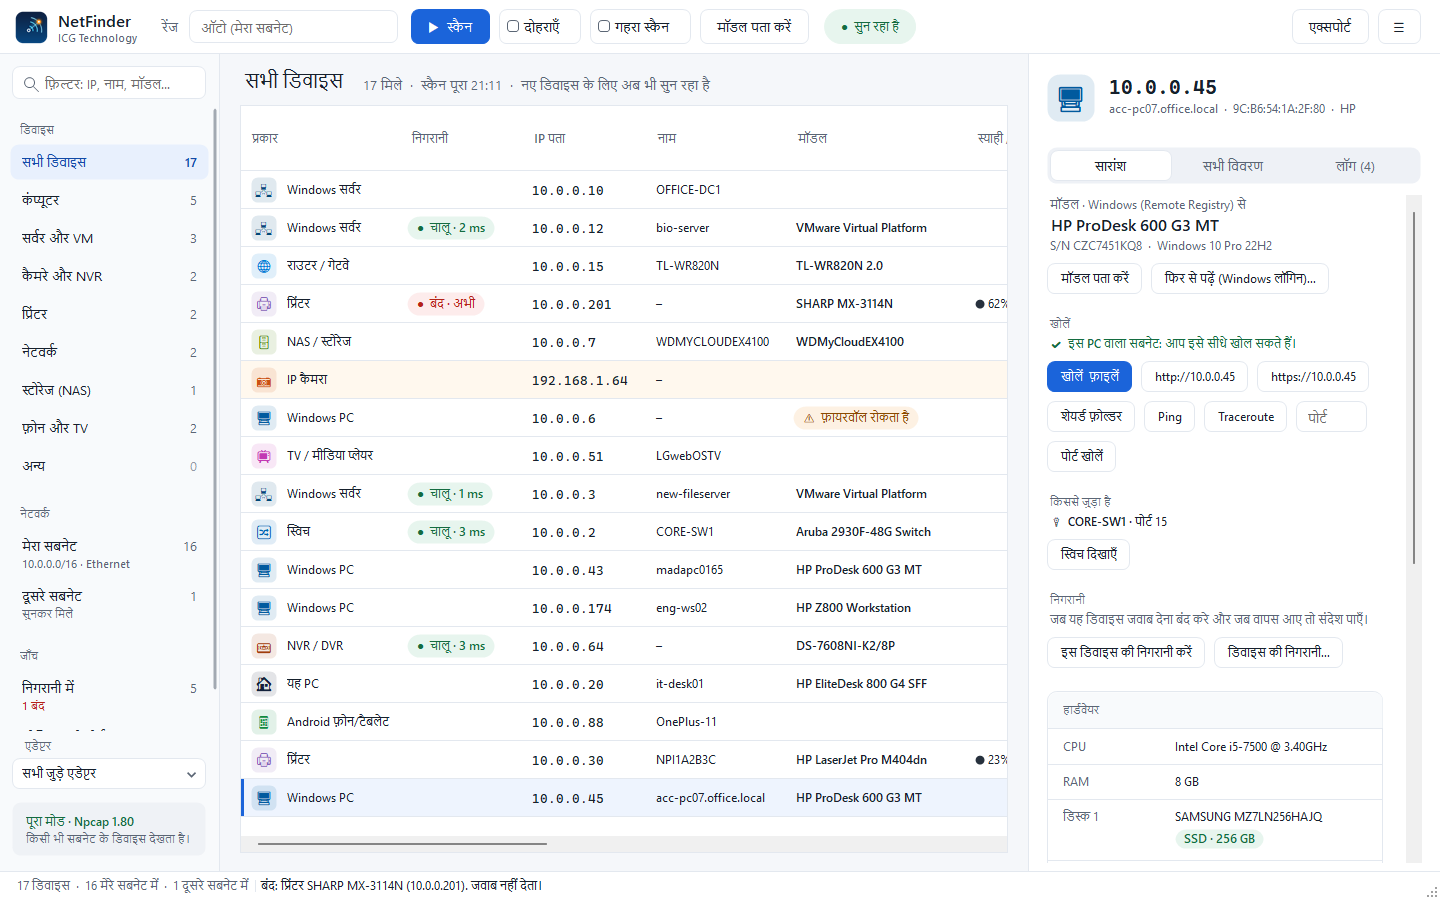 NetFinder
ICG Technology
रेंज
ऑटो (मेरा सबनेट)
स्कैन
दोहराएँ
गहरा स्कैन
मॉडल पता करें
● सुन रहा है
एक्सपोर्ट
☰
फ़िल्टर: IP, नाम, मॉडल...
डिवाइस
सभी डिवाइस 17
कंप्यूटर 5
सर्वर और VM 3
कैमरे और NVR 2
प्रिंटर 2
नेटवर्क 2
स्टोरेज (NAS) 1
फ़ोन और TV 2
अन्य 0
नेटवर्क
मेरा सबनेट 16
10.0.0.0/16 · Ethernet
दूसरे सबनेट 1
सुनकर मिले
जाँच
निगरानी में 5
1 बंद
एडेप्टर
सभी जुड़े एडेप्टर
पूरा मोड · Npcap 1.80
किसी भी सबनेट के डिवाइस देखता है।
सभी डिवाइस
17 मिले · स्कैन पूरा 21:11 · नए डिवाइस के लिए अब भी सुन रहा है
प्रकार निगरानी IP पता नाम मॉडल स्याही
Windows सर्वर 10.0.0.10 OFFICE-DC1
Windows सर्वर ● चालू · 2 ms 10.0.0.12 bio-server VMware Virtual Platform
राउटर / गेटवे 10.0.0.15 TL-WR820N TL-WR820N 2.0
प्रिंटर ● बंद · अभी 10.0.0.201 – SHARP MX-3114N ● 62%
NAS / स्टोरेज 10.0.0.7 WDMYCLOUDEX4100 WDMyCloudEX4100
IP कैमरा 192.168.1.64 –
Windows PC 10.0.0.6 – ⚠ फ़ायरवॉल रोकता है
TV / मीडिया प्लेयर 10.0.0.51 LGwebOSTV
Windows सर्वर ● चालू · 1 ms 10.0.0.3 new-fileserver VMware Virtual Platform
स्विच ● चालू · 3 ms 10.0.0.2 CORE-SW1 Aruba 2930F-48G Switch
Windows PC 10.0.0.43 madapc0165 HP ProDesk 600 G3 MT
Windows PC 10.0.0.174 eng-ws02 HP Z800 Workstation
NVR / DVR ● चालू · 3 ms 10.0.0.64 – DS-7608NI-K2/8P
यह PC 10.0.0.20 it-desk01 HP EliteDesk 800 G4 SFF
Android फ़ोन/टैबलेट 10.0.0.88 OnePlus-11
प्रिंटर 10.0.0.30 NPI1A2B3C HP LaserJet Pro M404dn ● 23%
Windows PC 10.0.0.45 acc-pc07.office.local HP ProDesk 600 G3 MT
10.0.0.45
acc-pc07.office.local · 9C:B6:54:1A:2F:80 · HP
सारांश
सभी विवरण
लॉग (4)
मॉडल · Windows (Remote Registry) से
HP ProDesk 600 G3 MT
S/N CZC7451KQ8 · Windows 10 Pro 22H2
मॉडल पता करें
फिर से पढ़ें (Windows लॉगिन)...
खोलें
✓ इस PC वाला सबनेट: आप इसे सीधे खोल सकते हैं।
खोलें फ़ाइलें
http://10.0.0.45
https://10.0.0.45
शेयर्ड फ़ोल्डर
Ping
Traceroute
पोर्ट
पोर्ट खोलें
किससे जुड़ा है
CORE-SW1 · पोर्ट 15
स्विच दिखाएँ
निगरानी
जब यह डिवाइस जवाब देना बंद करे और जब वापस आए तो संदेश पाएँ।
इस डिवाइस की निगरानी करें
डिवाइस की निगरानी...
हार्डवेयर
CPU Intel Core i5-7500 @ 3.40GHz
RAM 8 GB
डिस्क 1 SAMSUNG MZ7LN256HAJQ
SSD · 256 GB
17 डिवाइस · 16 मेरे सबनेट में · 1 दूसरे सबनेट में
बंद: प्रिंटर SHARP MX-3114N (10.0.0.201). जवाब नहीं देता।